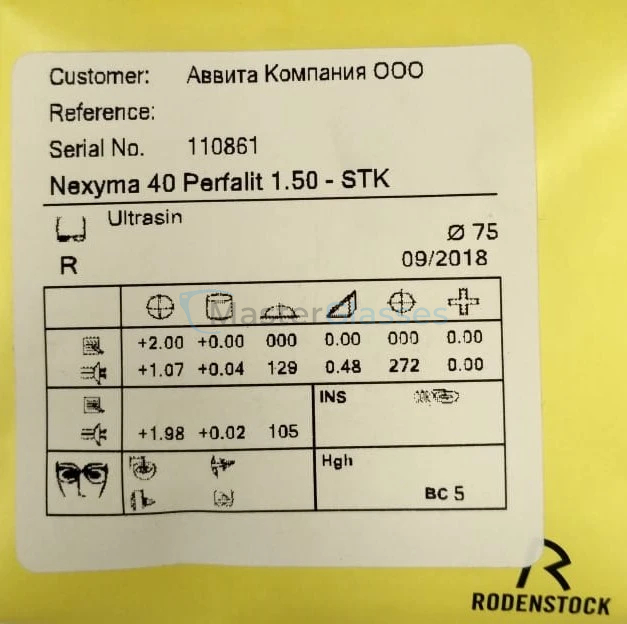 Customer: Аввита Компания ООО
Reference:
Serial No. 110861
Nexyma 40 Perfalit 1.50 - STK
Ultrasin
Ø 75
R 09/2018
MasterGlasses
+2.00 +0.00 000 0.00 000 0.00
+1.07 +0.04 129 0.48 272 0.00
INS
+1.98 +0.02 105
Hgh
BC 5
R
RODENSTOCK